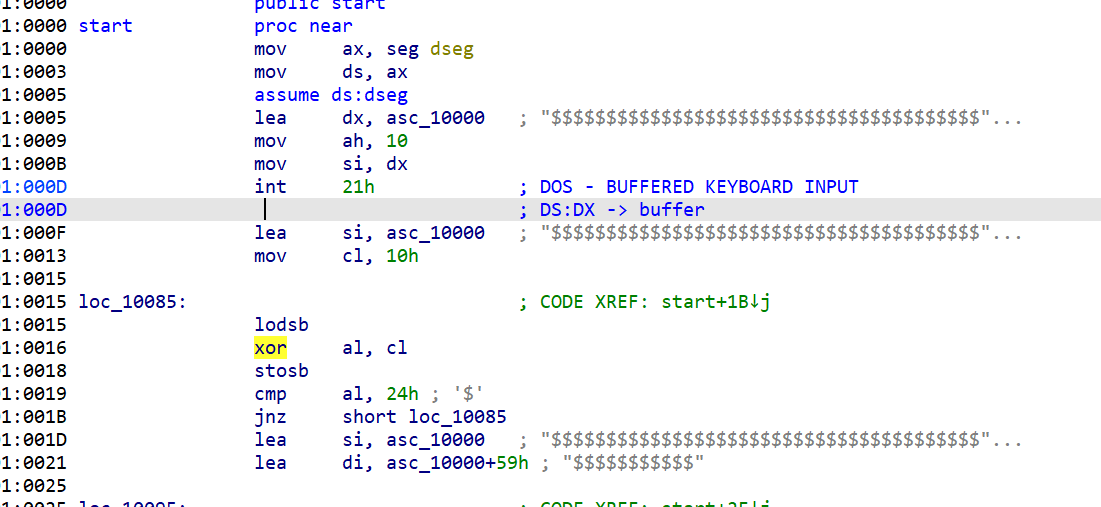 1:0000 public start
1:0000 start proc near
1:0000 mov ax, seg dseg
1:0003 mov ds, ax
1:0005 assume ds:dseg
1:0005 lea dx, asc_10000 ; "$$$$$$$$$$$$$$$$$$$$$$$$$$$$$$$$$$$$$$$"...
1:0009 mov ah, 10
1:000B mov si, dx
1:000D int 21h ; DOS - BUFFERED KEYBOARD INPUT
1:000D ; DS:DX -> buffer
1:000F lea si, asc_10000 ; "$$$$$$$$$$$$$$$$$$$$$$$$$$$$$$$$$$$$$$$"...
1:0013 mov cl, 10h
1:0015
1:0015 loc_10085: ; CODE XREF: start+1B↓j
1:0015 lodsb
1:0016 xor al, cl
1:0018 stosb
1:0019 cmp al, 24h ; '$'
1:001B jnz short loc_10085
1:001D lea si, asc_10000 ; "$$$$$$$$$$$$$$$$$$$$$$$$$$$$$$$$$$$$$$$"...
1:0021 lea di, asc_10000+59h ; "$$$$$$$$$$$"
1:0025